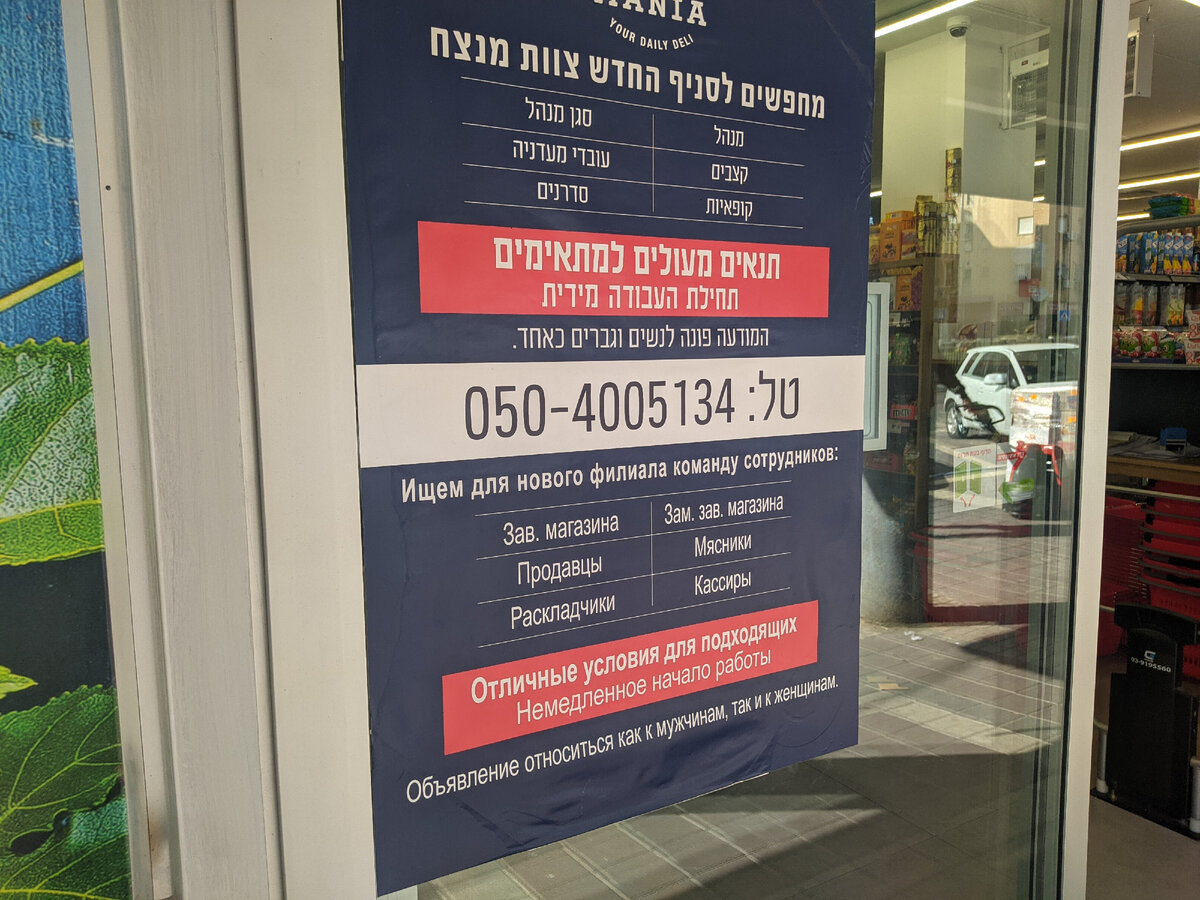 YOUR DAILY DELI
מחפשים לסניף החדש צוות מנצח
מנהל
סגן מנהל
קצבים
עובדי מעדניה
קופאיות
סדרנים
תנאים מעולים למתאימים
תחילת העבודה מידית
המודעה פונה לנשים וגברים כאחד.
טל: 050-4005134
Ищем для нового филиала команду сотрудников:
Зав. магазина
Зам. зав. магазина
Продавцы
Мясники
Раскладчики
Кассиры
Отличные условия для подходящих
Немедленное начало работы
Объявление относиться как к мужчинам, так и к женщинам.
03-9195560